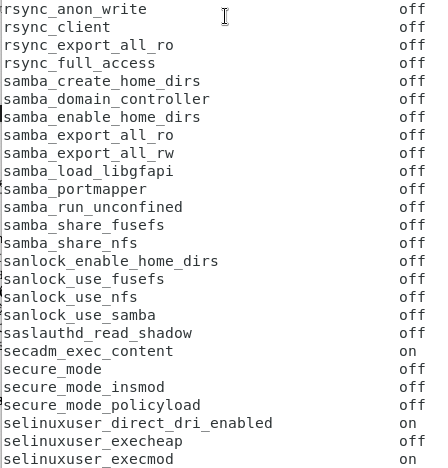 rsync_anon_write off
rsync_client off
rsync_export_all_ro off
rsync_full_access off
samba_create_home_dirs off
samba_domain_controller off
samba_enable_home_dirs off
samba_export_all_ro off
samba_export_all_rw off
samba_load_libgfapi off
samba_portmapper off
samba_run_unconfined off
samba_share_fusefs off
samba_share_nfs off
sanlock_enable_home_dirs off
sanlock_use_fusefs off
sanlock_use_nfs off
sanlock_use_samba off
saslauthd_read_shadow off
secadm_exec_content on
secure_mode off
secure_mode_insmod off
secure_mode_policyload off
selinuxuser_direct_dri_enabled on
selinuxuser_execheap off
selinuxuser_execmod on